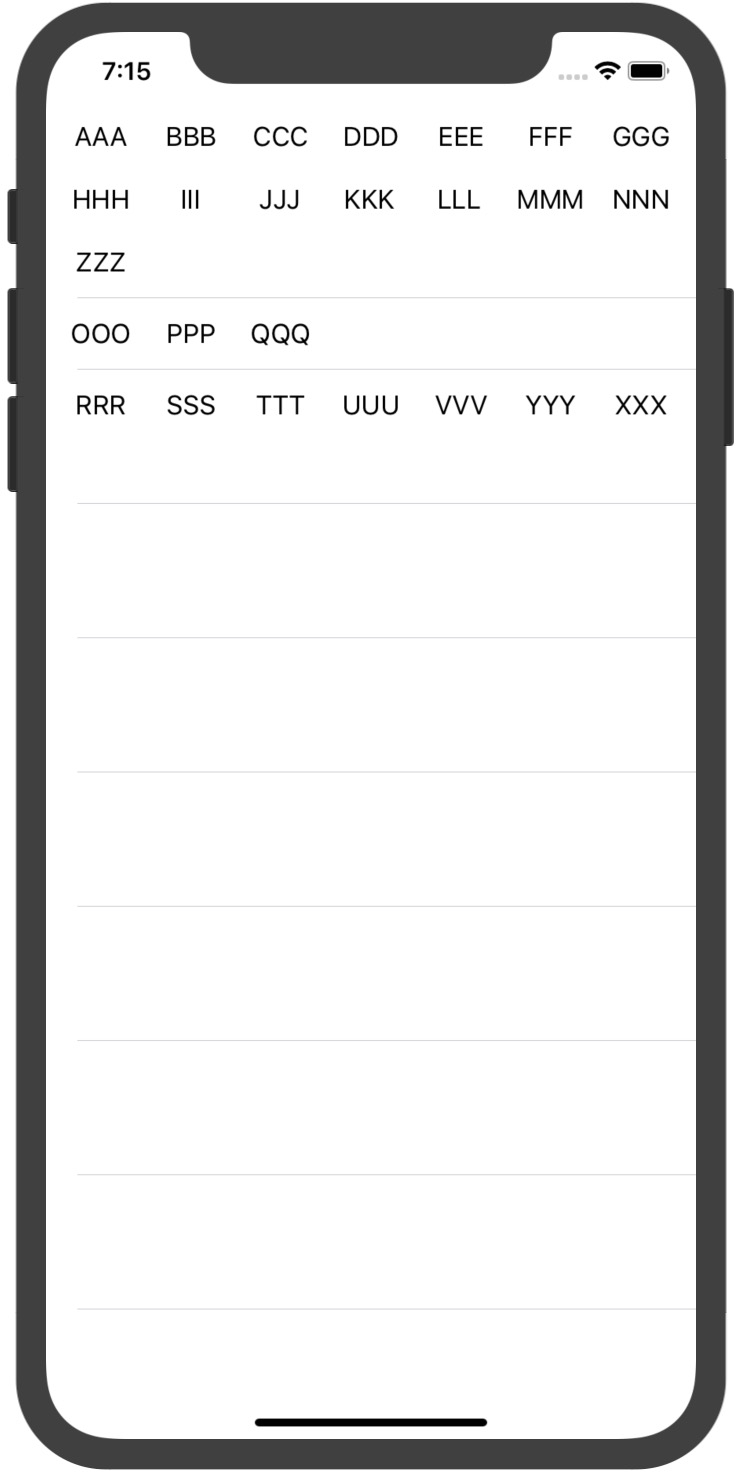 7:15
AAA BBB CCC DDD EEE FFF GGG
HHH III JJJ KKK LLL MMM NNN
ZZZ
OOO PPP QQQ
RRR SSS TTT UUU VVV YYY XXX